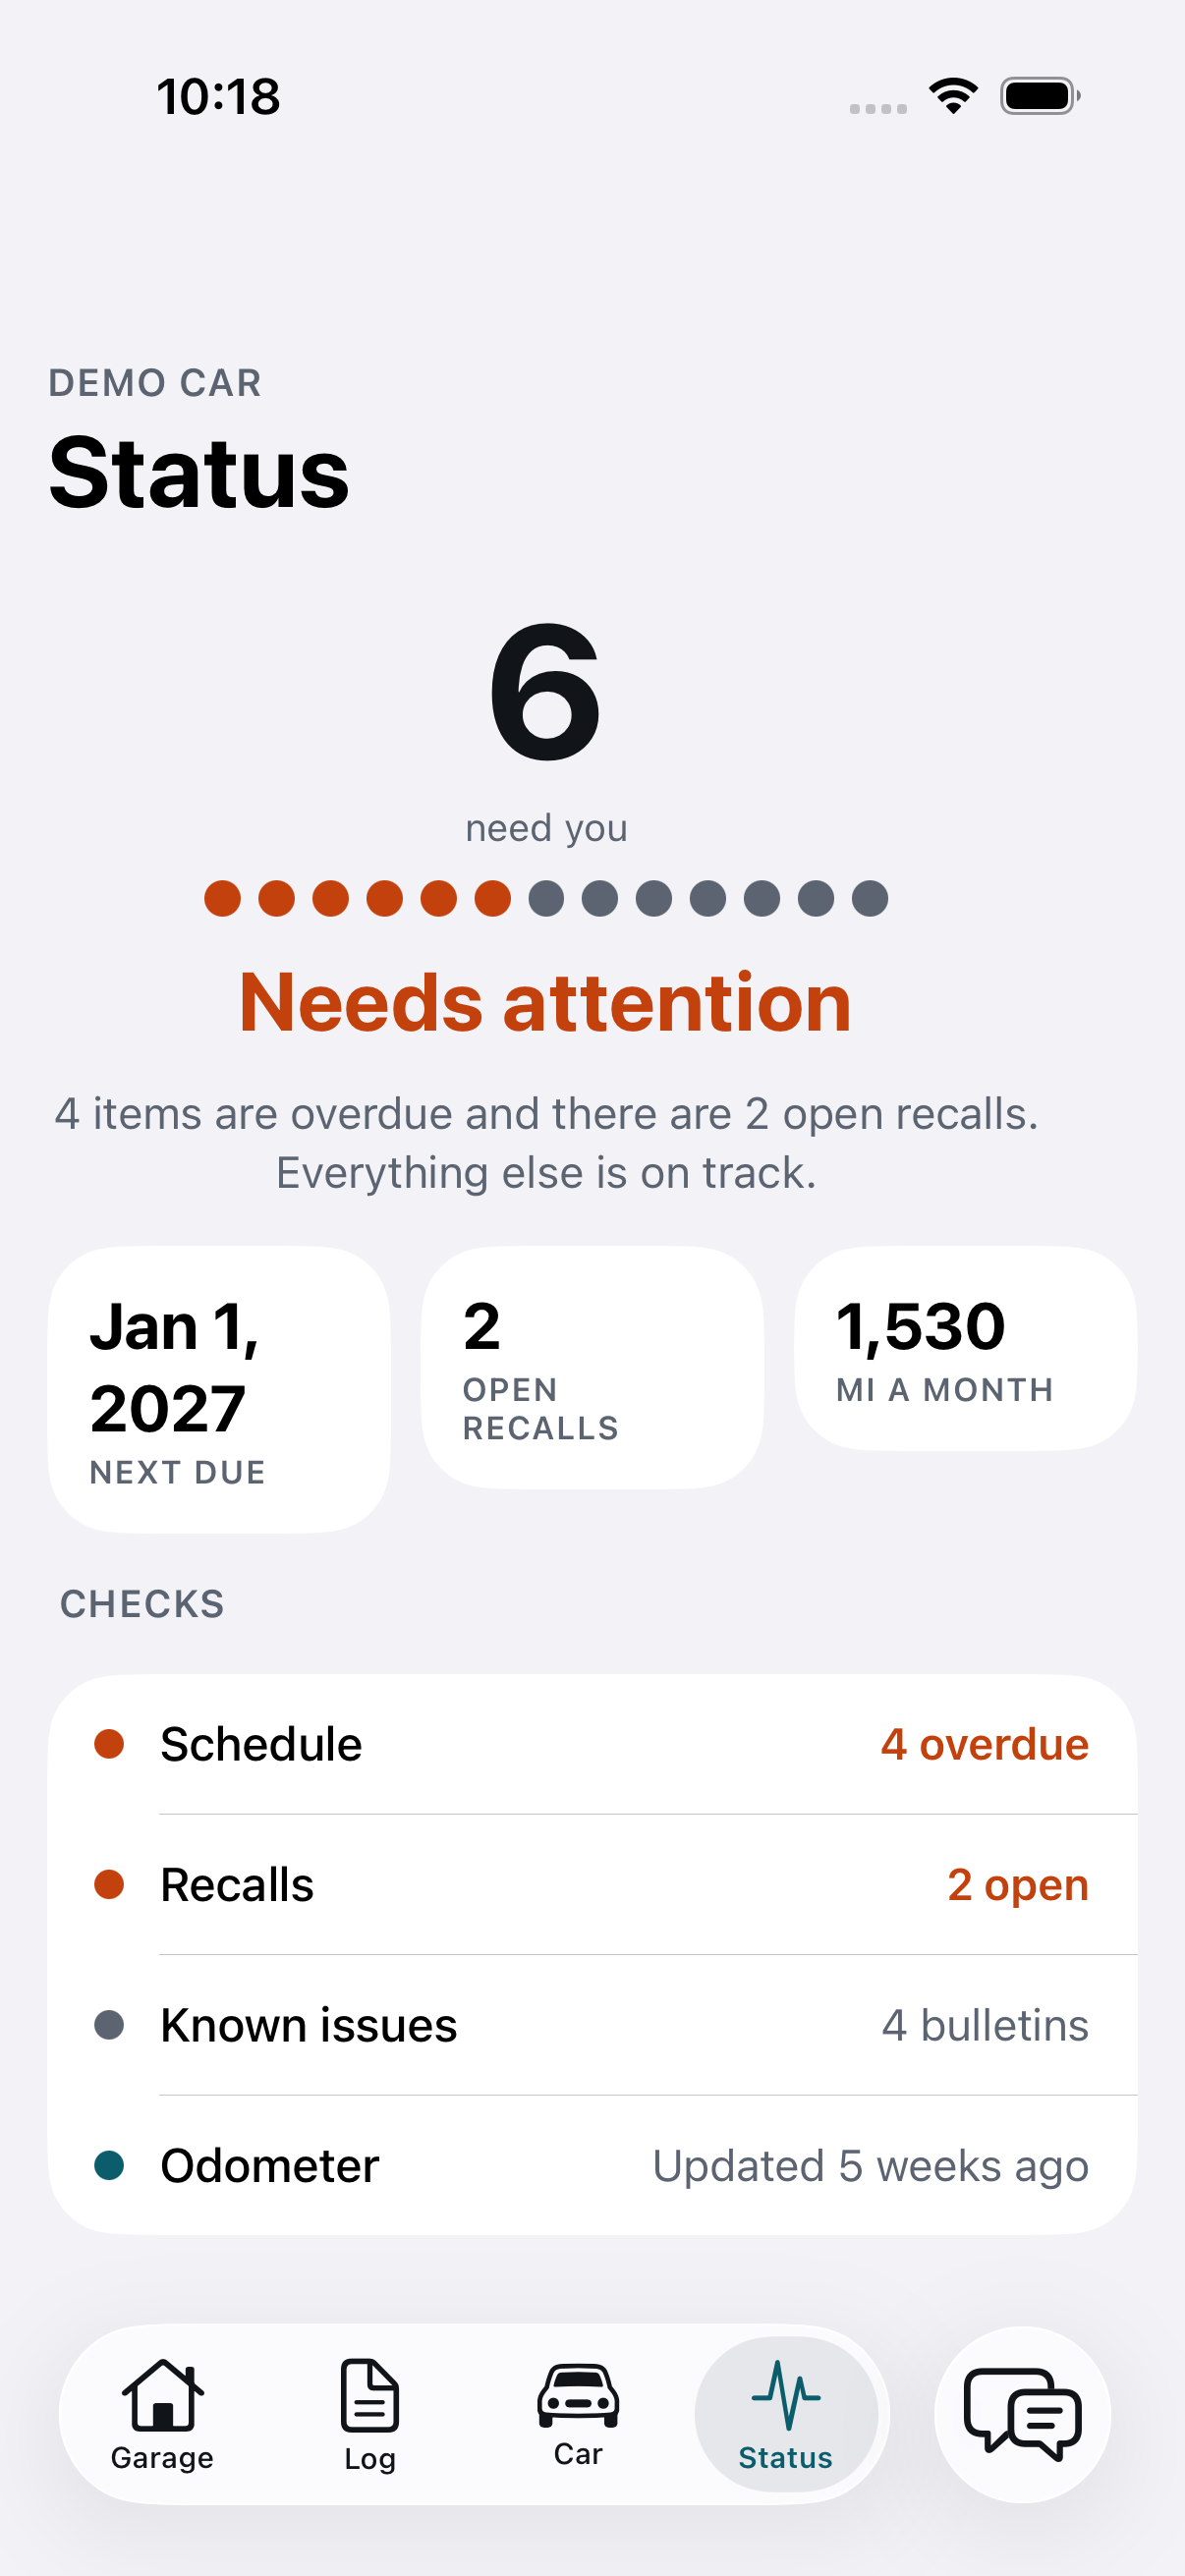 10:18
DEMO CAR
Status
6
need you
Needs attention
4 items are overdue and there are 2 open recalls.
Everything else is on track.
Jan 1,
2027
NEXT DUE
2
OPEN
RECALLS
1,530
MI A MONTH
CHECKS
Schedule 4 overdue
Recalls 2 open
Known issues 4 bulletins
Odometer Updated 5 weeks ago
Garage Log Car Status